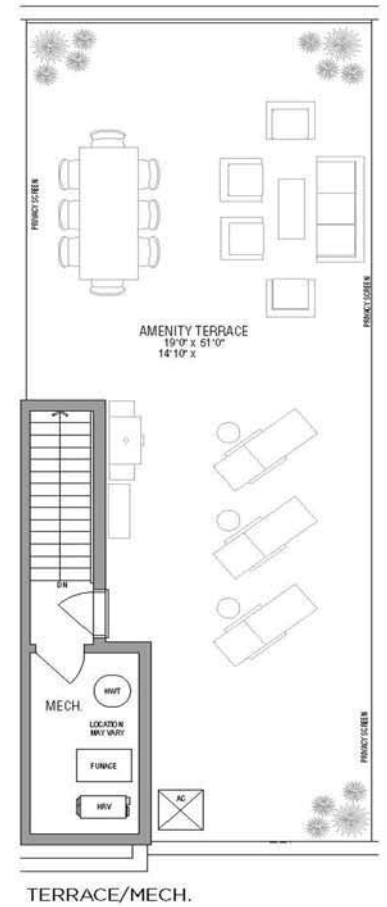 PRIVACY SCREEN
PRIVACY SCREEN
AMENITY TERRACE
19'0" x 51'0"
14'10" x
DN
MECH.
HWT
LOCATION
MAY VARY
FUNACE
HRV
AC
PRIVACY SCREEN
TERRACE/MECH.